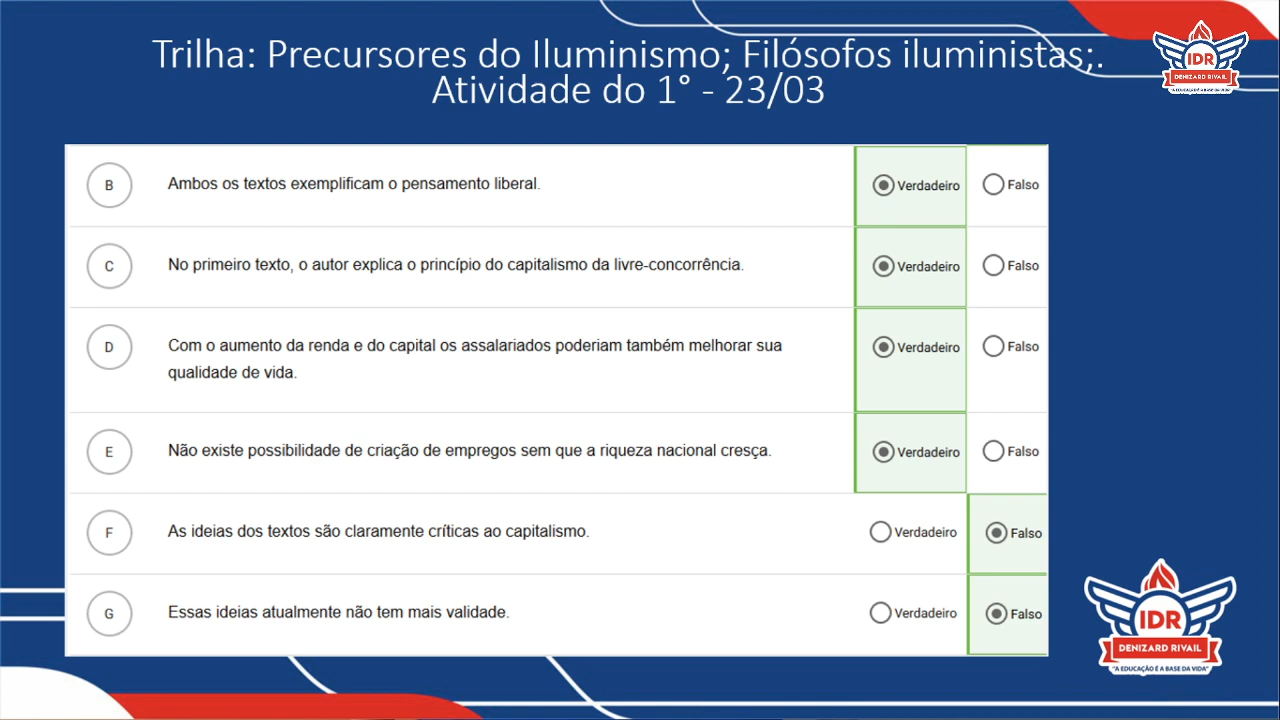 Trilha: Precursores do Iluminismo; Filósofos iluministas;.
Atividade do 1° - 23/03
IDR
DENIZARD RIVAIL
"A EDUCAÇÃO É A BASE DA VIDA"
B Ambos os textos exemplificam o pensamento liberal. Verdadeiro Falso
C No primeiro texto, o autor explica o princípio do capitalismo da livre-concorrência. Verdadeiro Falso
D Com o aumento da renda e do capital os assalariados poderiam também melhorar sua Verdadeiro Falso
qualidade de vida.
E Não existe possibilidade de criação de empregos sem que a riqueza nacional cresça. Verdadeiro Falso
F As ideias dos textos são claramente críticas ao capitalismo. Verdadeiro Falso
G Essas ideias atualmente não tem mais validade. Verdadeiro Falso
IDR
DENIZARD RIVAIL
"A EDUCAÇÃO É A BASE DA VIDA"